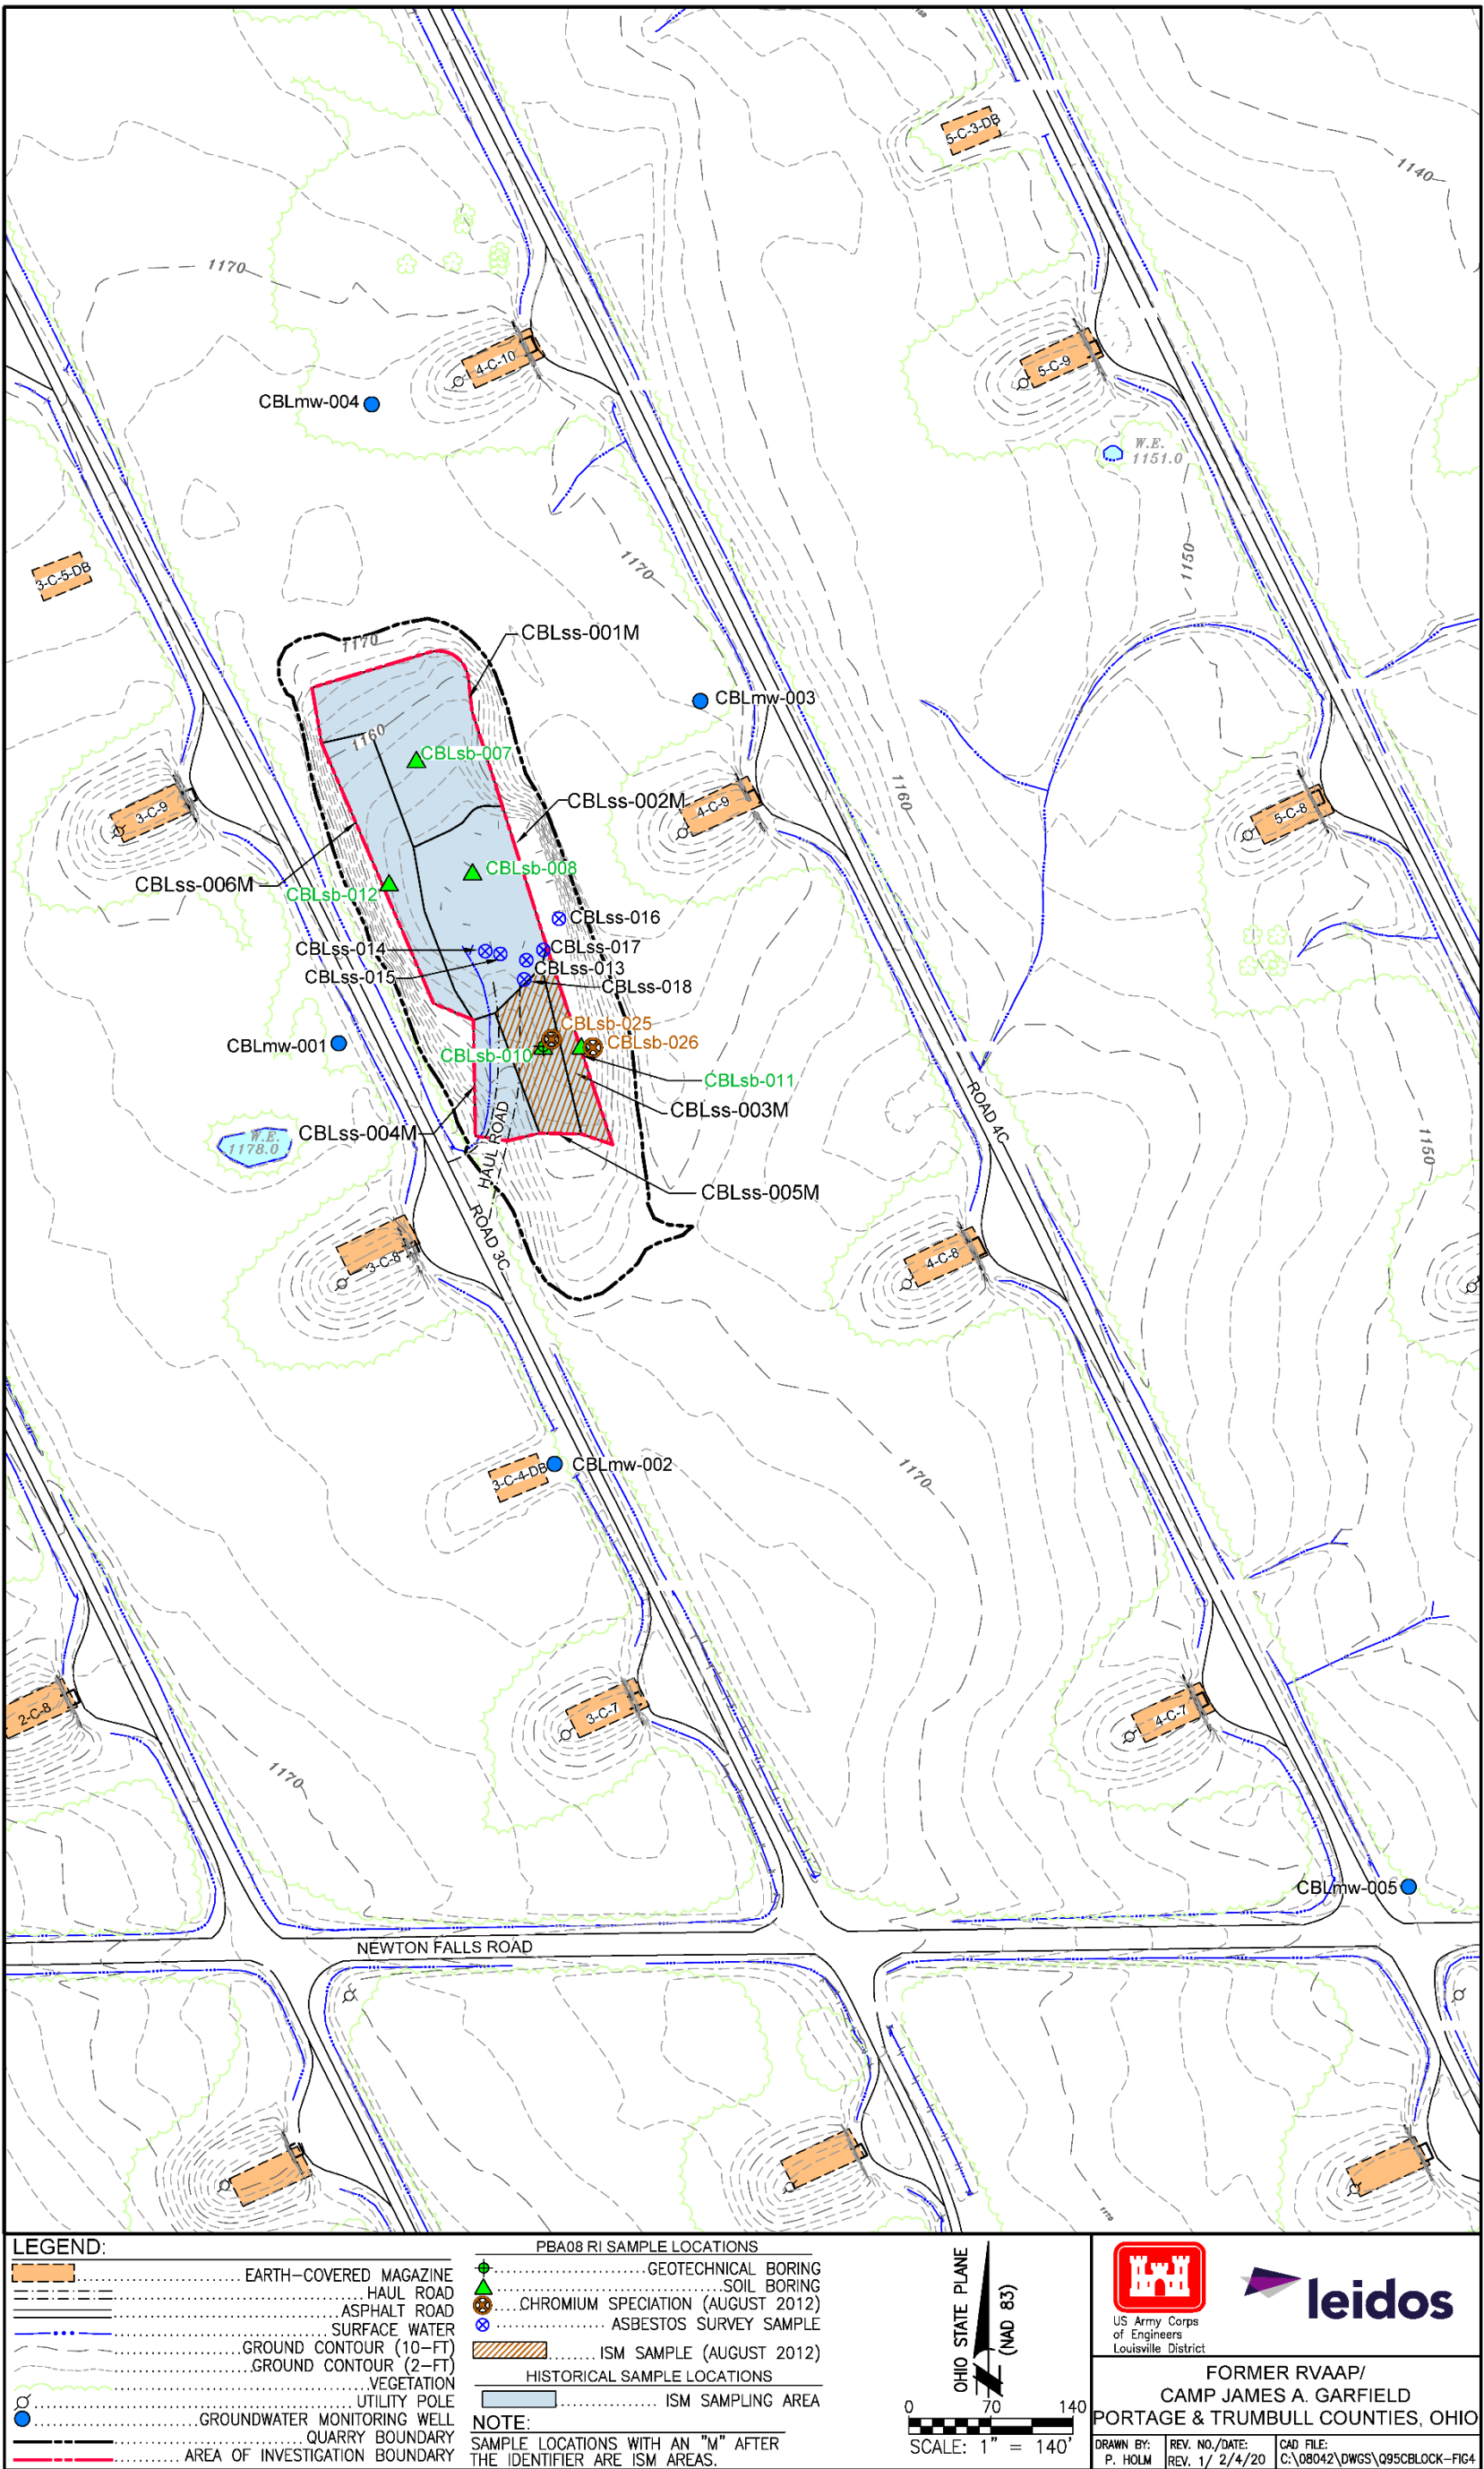 5-C-3-DB
1140
1170
4-C-10
5-C-9
CBLmw-004
W.E.
1151.0
1150
3-C-5-DB
1170
1170
CBLss-001M
CBLmw-003
1160
CBLsb-007
1160
CBLss-002M
3-C-9
4-C-9
5-C-8
CBLsb-008
CBLss-006M
CBLsb-012
CBLss-016
CBLss-014
CBLss-017
CBLss-015
CBLss-013
CBLss-018
CBLsb-025
CBLmw-001
CBLsb-026
CBLsb-010
CBLsb-011
CBLss-003M
ROAD 4C
CBLss-004M
HAUL ROAD
W.E.
1178.0
1150
CBLss-005M
ROAD 3C
3-C-8
4-C-8
CBLmw-002
3-C-4-DB
1170
2-C-8
3-C-7
4-C-7
1170
CBLmw-005
NEWTON FALLS ROAD
1170
LEGEND:
EARTH-COVERED MAGAZINE
HAUL ROAD
ASPHALT ROAD
SURFACE WATER
GROUND CONTOUR (10-FT)
GROUND CONTOUR (2-FT)
VEGETATION
UTILITY POLE
GROUNDWATER MONITORING WELL
QUARRY BOUNDARY
AREA OF INVESTIGATION BOUNDARY
PBA08 RI SAMPLE LOCATIONS
GEOTECHNICAL BORING
SOIL BORING
CHROMIUM SPECIATION (AUGUST 2012)
ASBESTOS SURVEY SAMPLE
ISM SAMPLE (AUGUST 2012)
HISTORICAL SAMPLE LOCATIONS
ISM SAMPLING AREA
NOTE:
SAMPLE LOCATIONS WITH AN "M" AFTER
THE IDENTIFIER ARE ISM AREAS.
OHIO STATE PLANE
(NAD 83)
0 70 140
SCALE: 1" = 140'
US Army Corps
of Engineers
Louisville District
leidos
FORMER RVAAP/
CAMP JAMES A. GARFIELD
PORTAGE & TRUMBULL COUNTIES, OHIO
DRAWN BY:
P. HOLM
REV. NO./DATE:
REV. 1/ 2/4/20
CAD FILE:
C:\08042\DWGS\Q95CBLOCK-FIG4